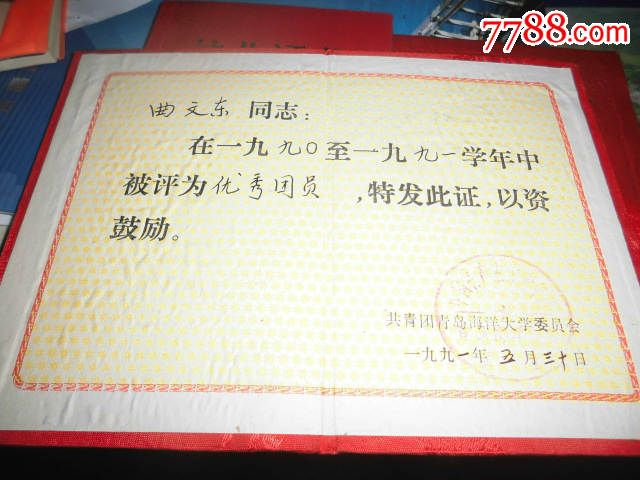 7788.com
曲文东同志：
在一九九〇至一九九一学年中
被评为优秀团员，特发此证，以资
鼓励。
共青团青岛海洋大学委员会
一九九一年五月三十日